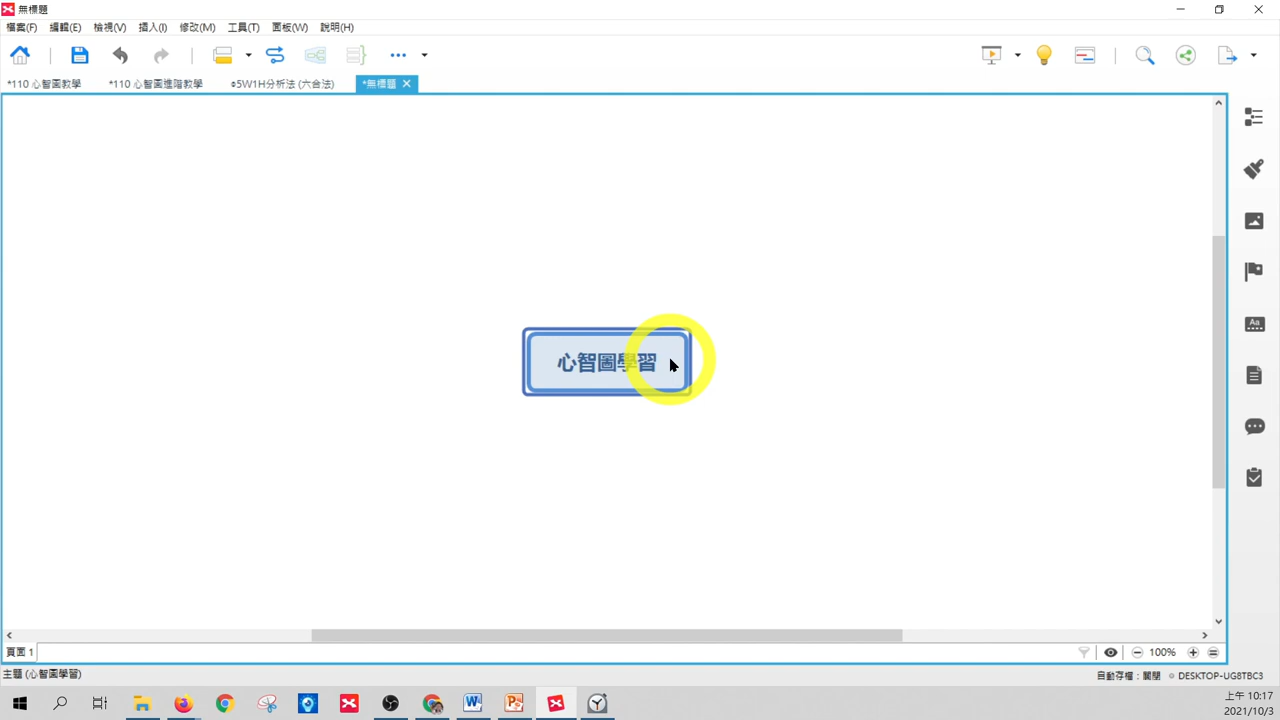 無標題
檔案(F) 編輯(E) 檢視(V) 插入(I) 修改(M) 工具(T) 面板(W) 說明(H)
*110 心智圖教學 *110 心智圖進階教學 5W1H分析法 (六合法) *無標題
Aa
心智圖學習
頁面 1
100%
主題 (心智圖學習)
自動存檔：關閉 DESKTOP-UG8TBC3
上午 10:17
2021/10/3